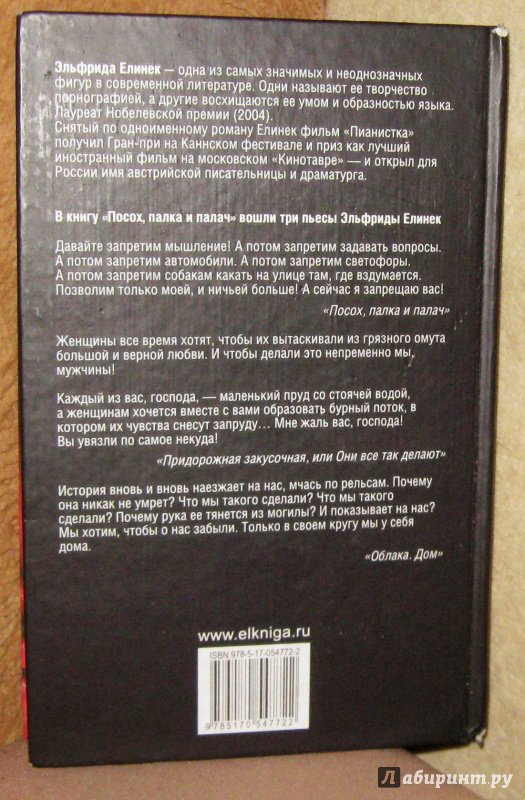 Эльфрида Елинек — одна из самых значимых и неоднозначных
фигур в современной литературе. Одни называют ее творчество
порнографией, а другие восхищаются ее умом и образностью языка.
Лауреат Нобелевской премии (2004).
Снятый по одноименному роману Елинек фильм «Пианистка»
получил Гран-при на Каннском фестивале и приз как лучший
иностранный фильм на московском «Кинотавре» — и открыл для
России имя австрийской писательницы и драматурга.
В книгу «Посох, палка и палач» вошли три пьесы Эльфриды Елинек
Давайте запретим мышление! А потом запретим задавать вопросы.
А потом запретим автомобили. А потом запретим светофоры.
А потом запретим собакам какать на улице там, где вздумается.
Позволим только моей, и ничьей больше! А сейчас я запрещаю вас!
«Посох, палка и палач»
Женщины все время хотят, чтобы их вытаскивали из грязного омута
большой и верной любви. И чтобы делали это непременно мы,
мужчины!
Каждый из вас, господа, — маленький пруд со стоячей водой,
а женщинам хочется вместе с вами образовать бурный поток, в
котором их чувства снесут запруду... Мне жаль вас, господа!
Вы увязли по самое некуда!
«Придорожная закусочная, или Они все так делают»
История вновь и вновь наезжает на нас, мчась по рельсам. Почему
она никак не умрет? Что мы такого сделали? Что мы такого
сделали? Почему рука ее тянется из могилы? И показывает на нас?
Мы хотим, чтобы о нас забыли. Только в своем кругу мы у себя
дома.
«Облака. Дом»
www.elkniga.ru
ISBN 978-5-17-054772-2
9785170547722
Лабиринт.ру